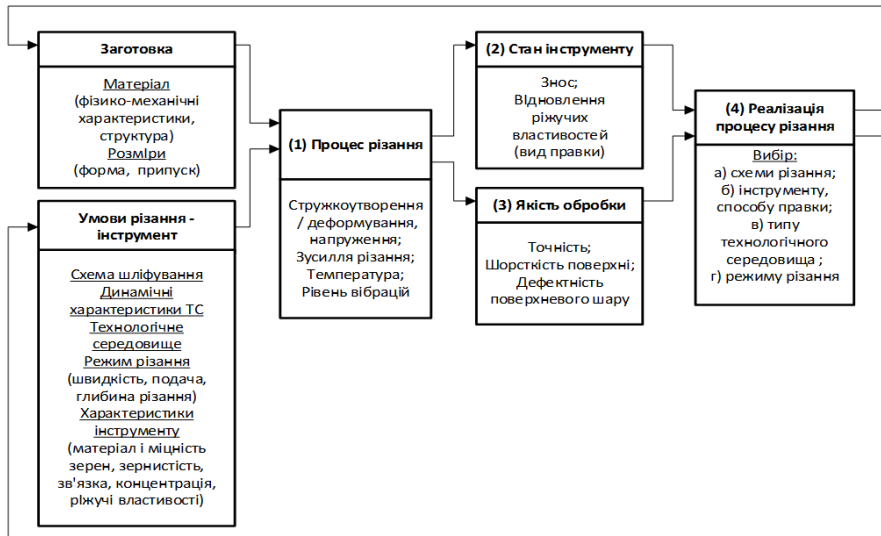 Заготовка
Матеріал
(фізико-механічні
характеристики,
структура)
Розміри
(форма, припуск)
Умови різання -
інструмент
Схема шліфування
Динамічні
характеристики ТС
Технологічне
середовище
Режим різання
(швидкість, подача,
глибина різання)
Характеристики
інструменту
(матеріал і міцність
зерен, зернистість,
зв'язка, концентрація,
ріжучі властивості)
(1) Процес різання
Стружкоутворення
/ деформування,
напруження;
Зусилля різання;
Температура;
Рівень вібрацій
(2) Стан інструменту
Знос;
Відновлення
ріжучих
властивостей
(вид правки)
(3) Якість обробки
Точність;
Шорсткість поверхні;
Дефектність
поверхневого шару
(4) Реалізація
процесу різання
Вибір:
а) схеми різання;
б) інструменту,
способу правки;
в) типу
технологічного
середовища ;
г) режиму різання